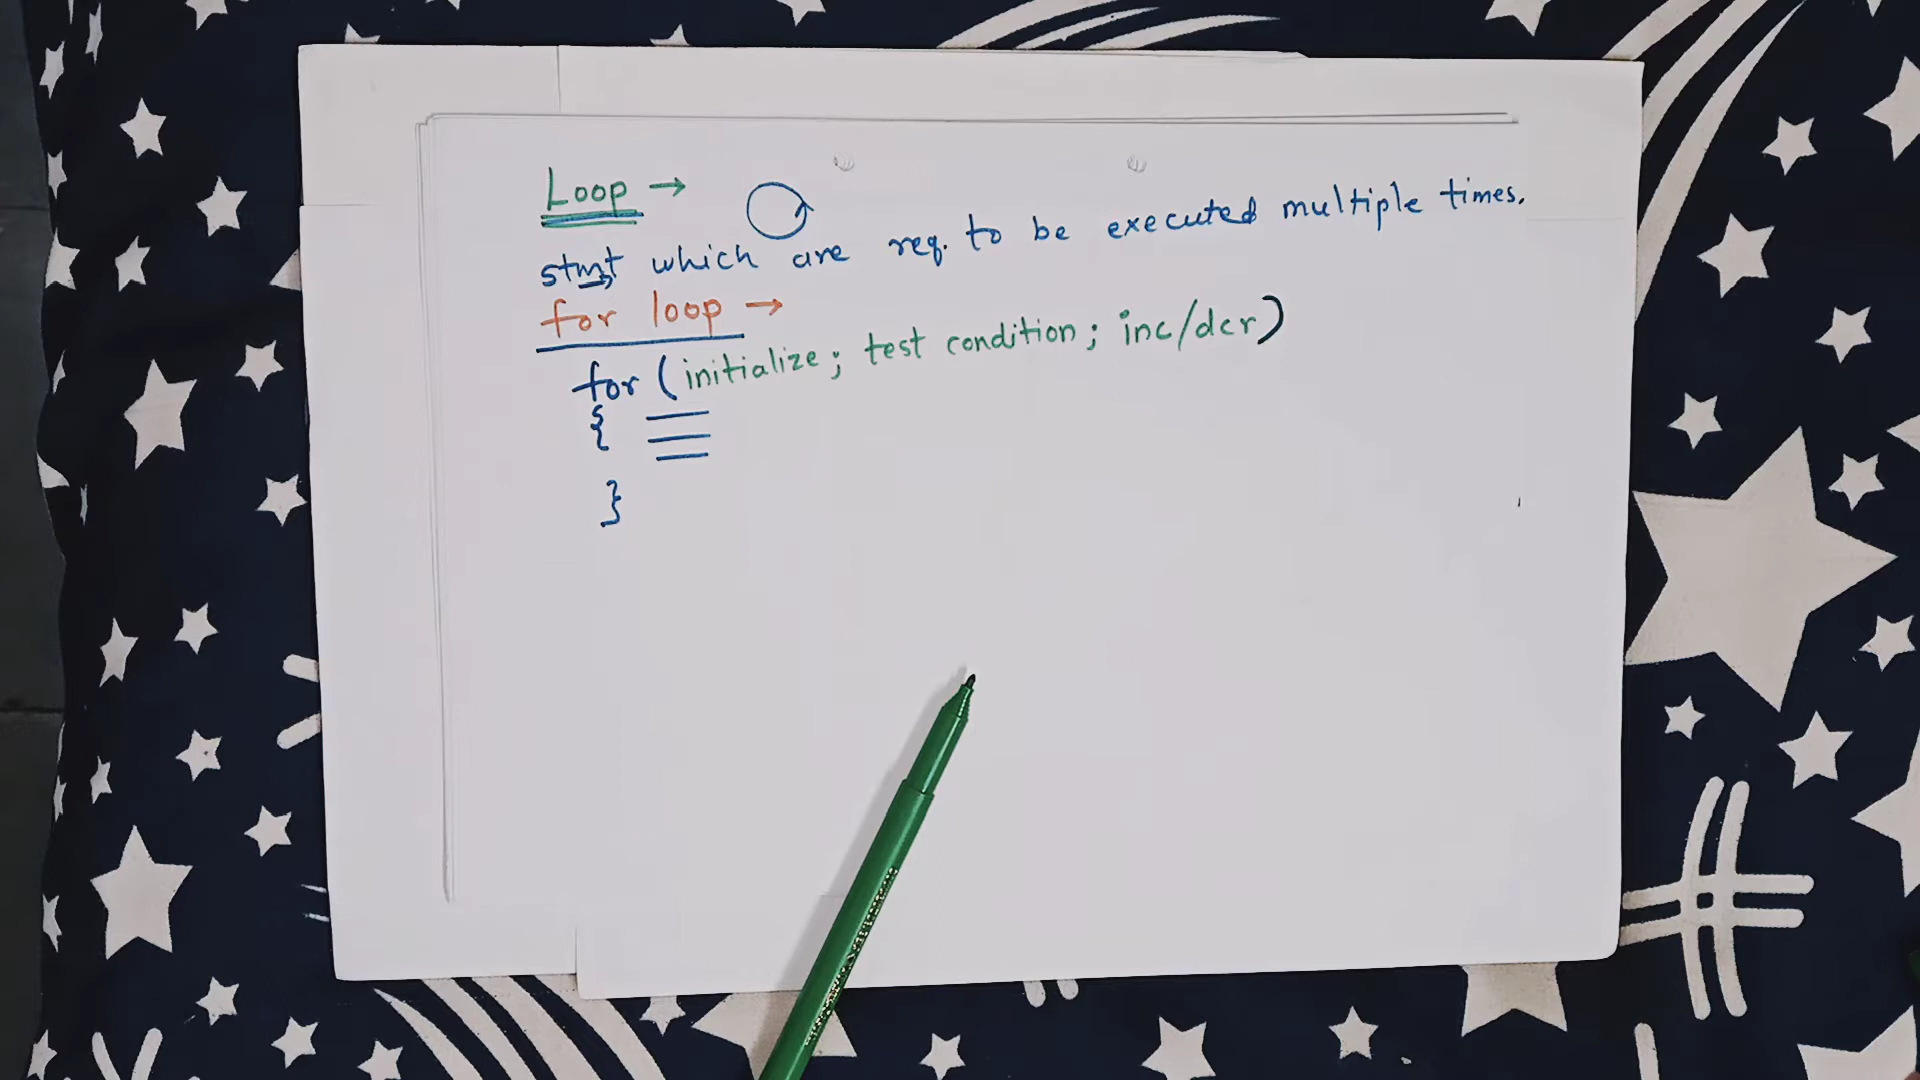 Loop →
stmt which are req. to be executed multiple times.
for loop →
for (initialize; test condition; inc/dcr)
{
}